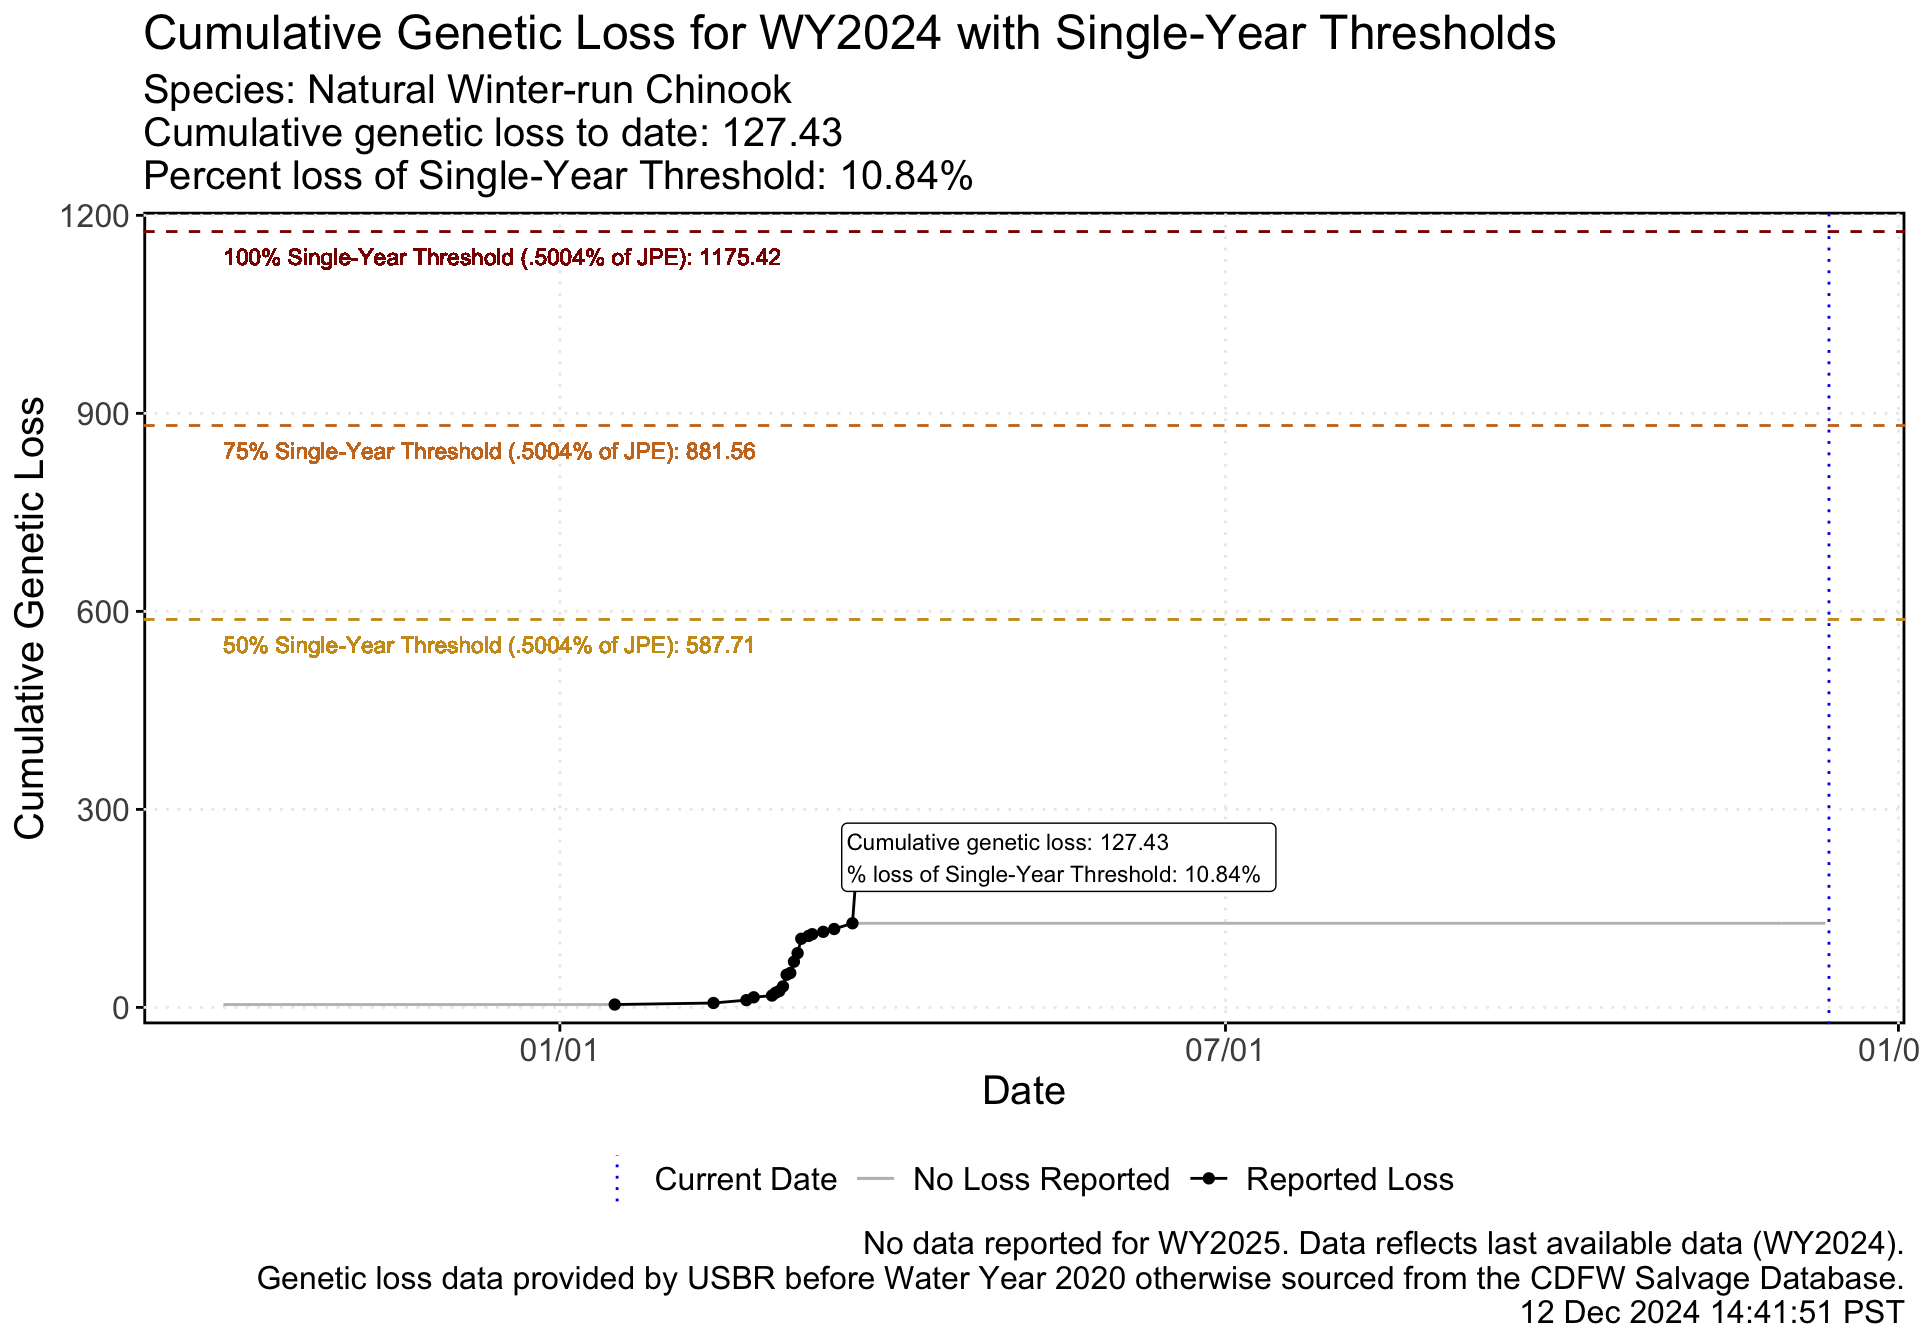 Cumulative Genetic Loss for WY2024 with Single-Year Thresholds
Species: Natural Winter-run Chinook
Cumulative genetic loss to date: 127.43
Percent loss of Single-Year Threshold: 10.84%
1200
100% Single-Year Threshold (.5004% of JPE): 1175.42
900
75% Single-Year Threshold (.5004% of JPE): 881.56
600
50% Single-Year Threshold (.5004% of JPE): 587.71
Cumulative Genetic Loss
300
Cumulative genetic loss: 127.43
% loss of Single-Year Threshold: 10.84%
0
01/01
07/01
01/0
Date
Current Date
No Loss Reported
Reported Loss
No data reported for WY2025. Data reflects last available data (WY2024).
Genetic loss data provided by USBR before Water Year 2020 otherwise sourced from the CDFW Salvage Database.
12 Dec 2024 14:41:51 PST